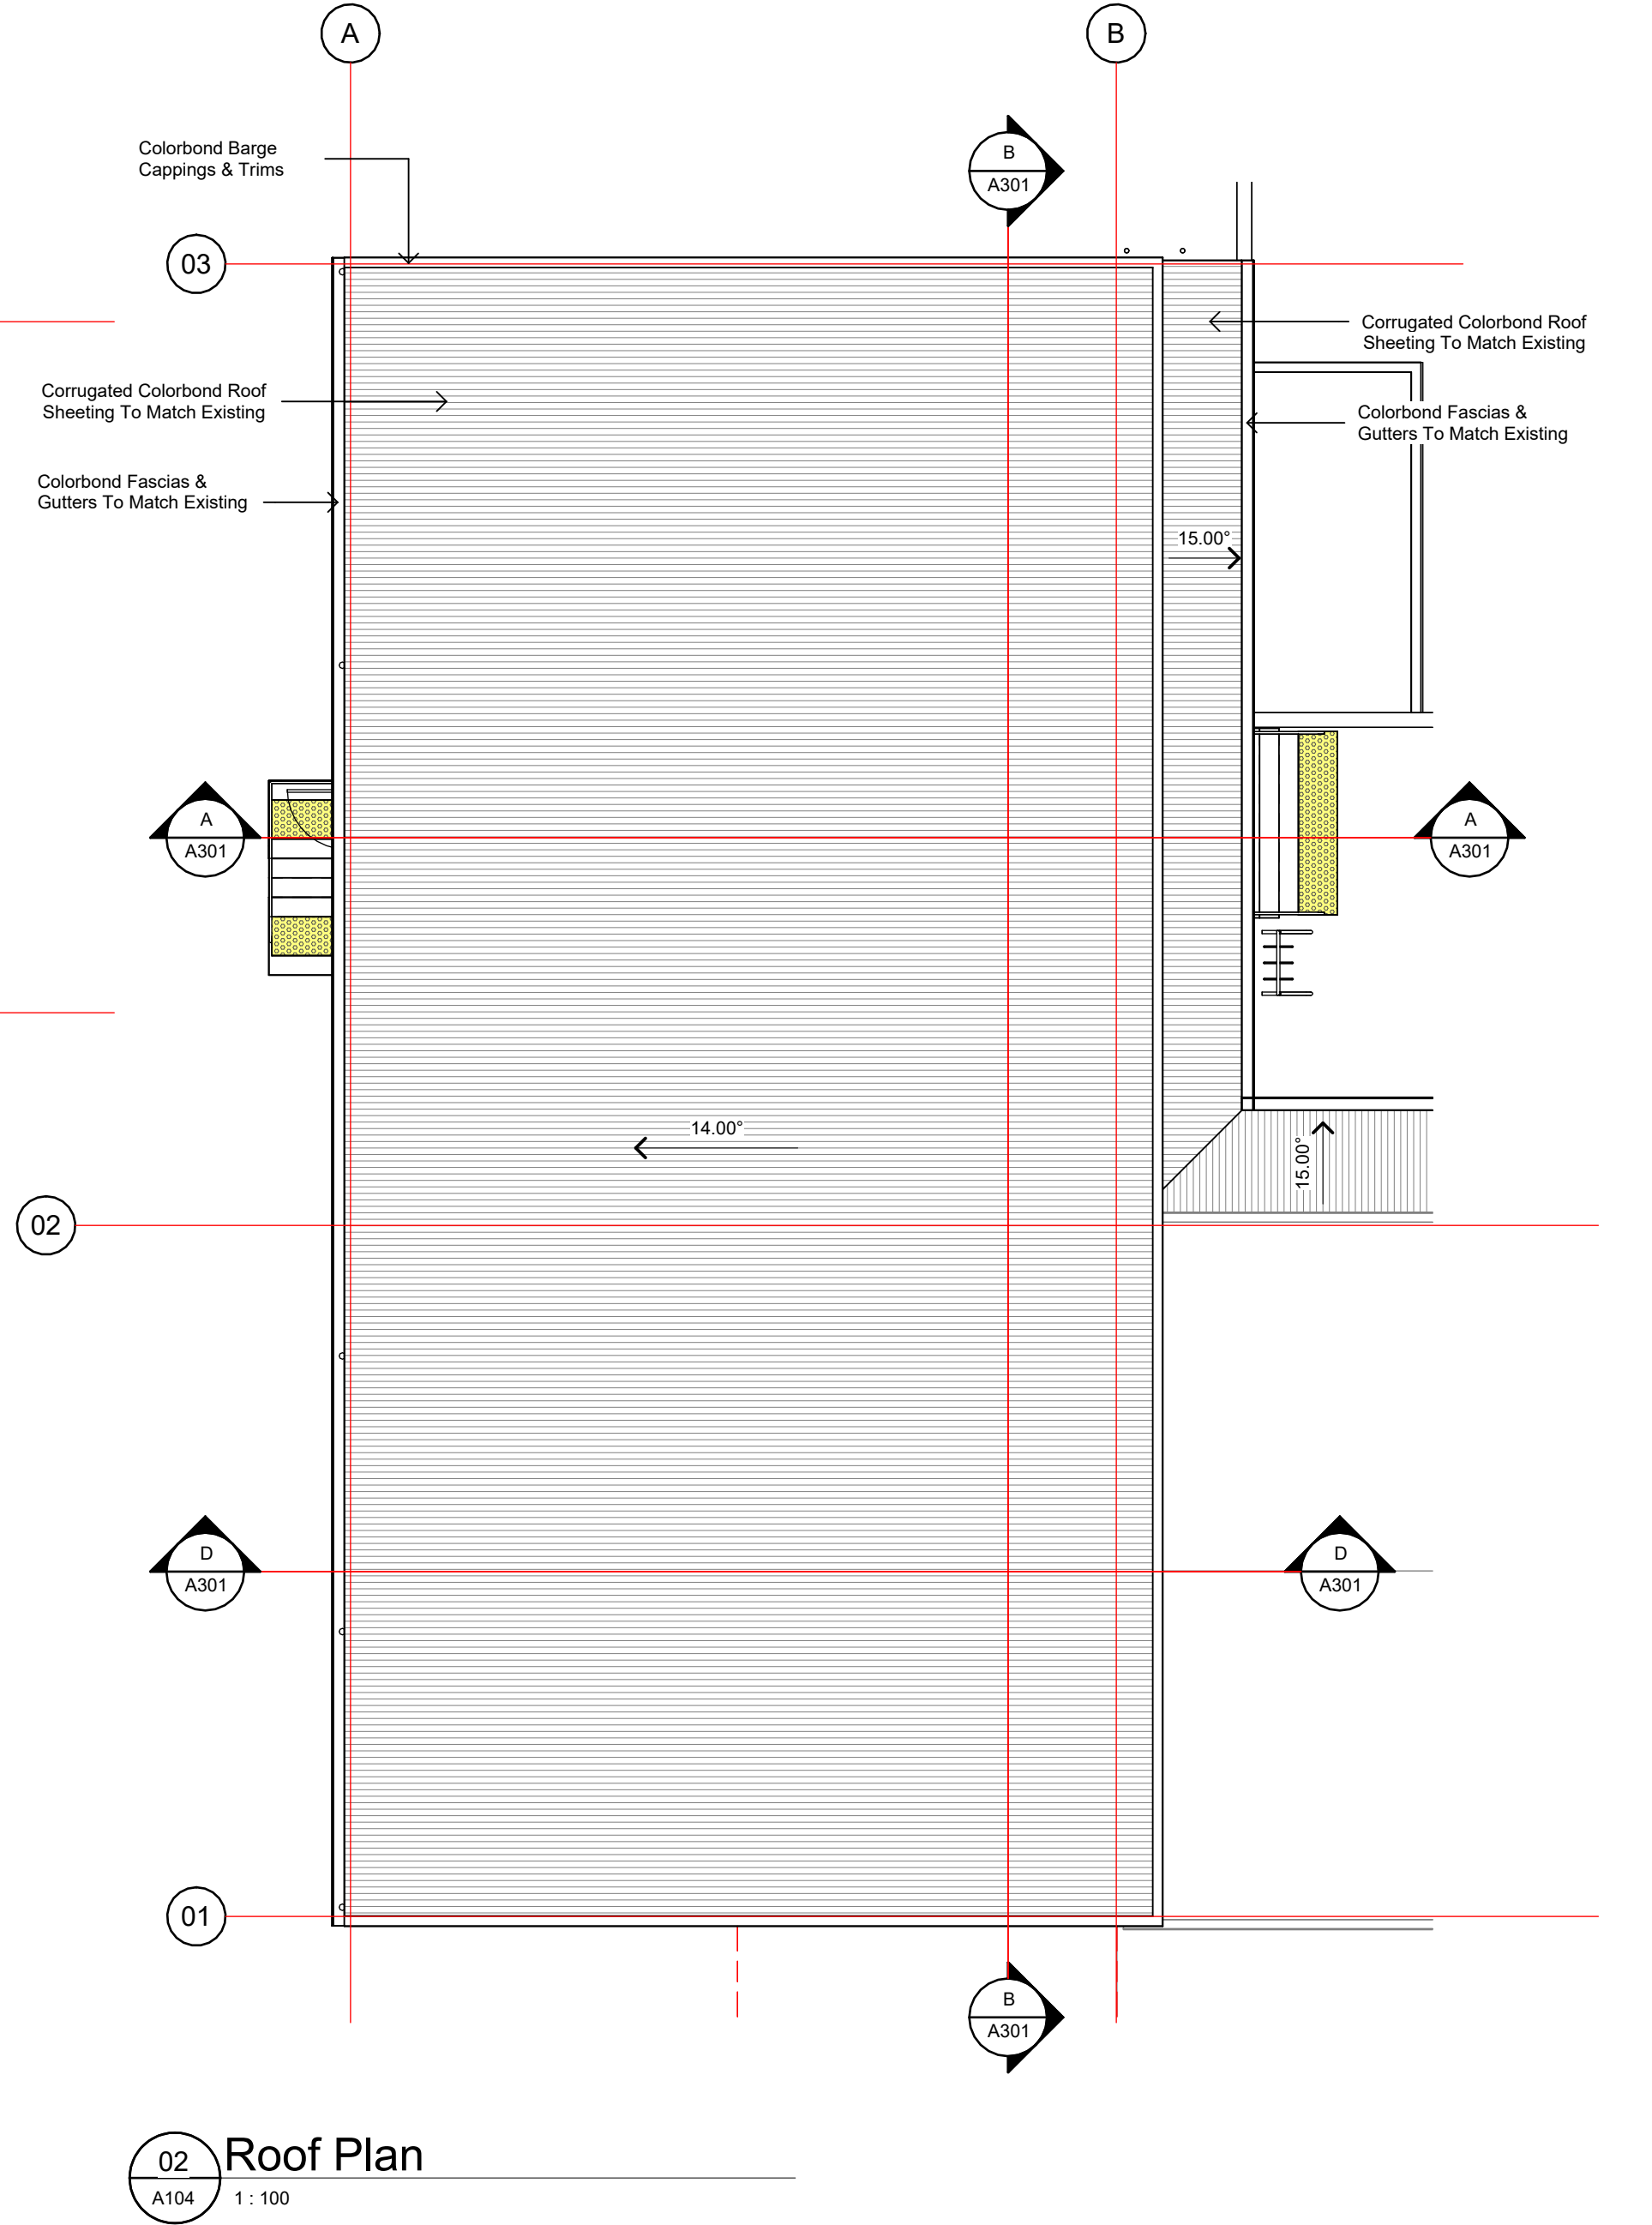 A
B
Colorbond Barge
Cappings & Trims
B
A301
03
Corrugated Colorbond Roof
Sheeting To Match Existing
Corrugated Colorbond Roof
Sheeting To Match Existing
Colorbond Fascias &
Gutters To Match Existing
Colorbond Fascias &
Gutters To Match Existing
15.00°
A
A301
A
A301
14.00°
15.00°
02
D
A301
D
A301
01
B
A301
02
Roof Plan
A104
1 : 100